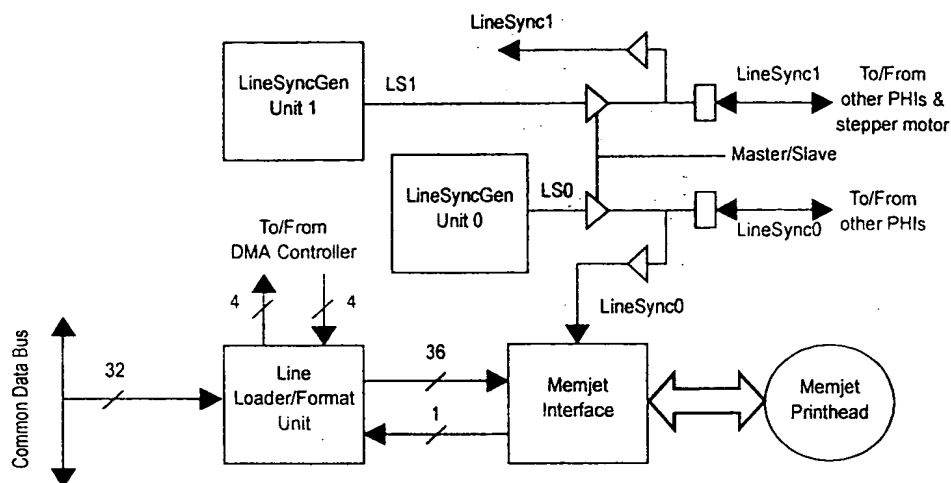 LineSync1
LineSyncGen
Unit 1
LS1
LineSync1
To/From
other PHIs &
stepper motor
Master/Slave
LineSyncGen
Unit 0
LS0
LineSync0
To/From
other PHIs
To/From
DMA Controller
4
4
LineSync0
Common Data Bus
32
Line
Loader/Format
Unit
36
1
Memjet
Interface
Memjet
Printhead